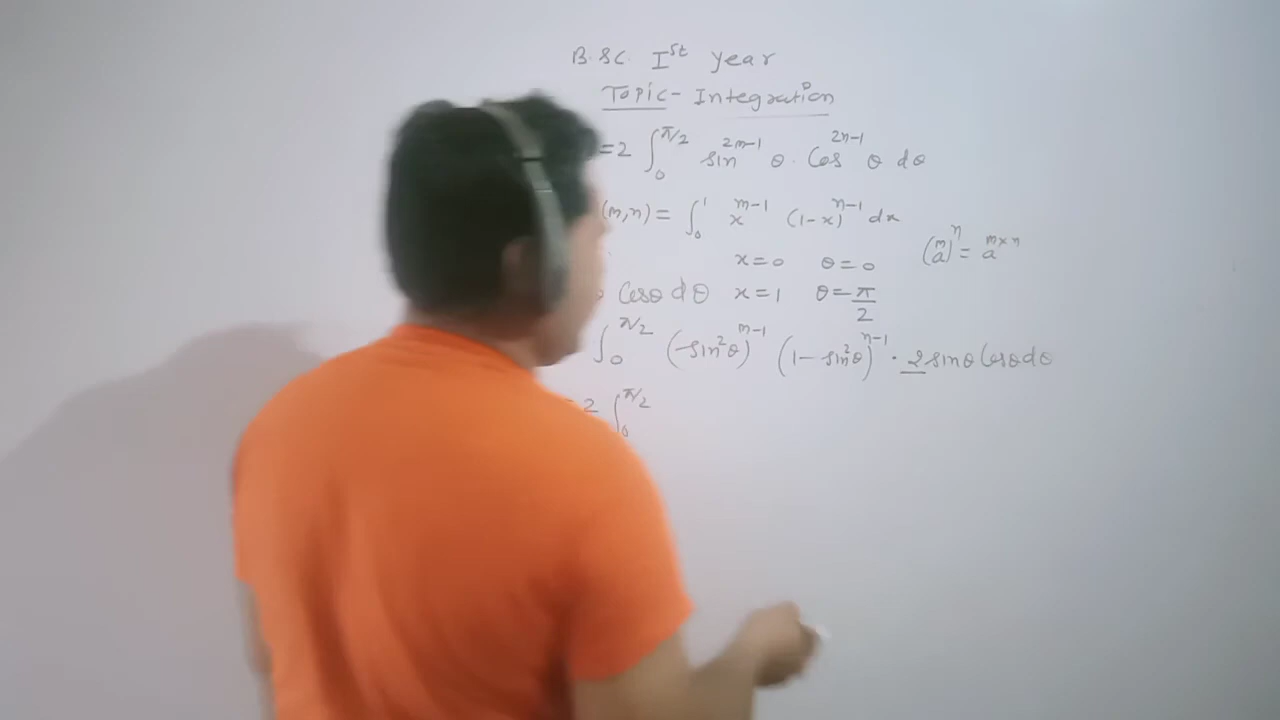 B.SC. Iˢᵗ year
Topic- Integration
=2 ∫₀^{π/2} sin^{2m-1} θ · Cos^{2n-1} θ dθ
(m,n) = ∫₀^{1} x^{m-1} (1-x)^{n-1} dx
x=0 θ=0 (a^m)^n = a^{m×n}
Cosθ dθ x=1 θ=π/2
∫₀^{π/2} (sin²θ)^{m-1} (1-sin²θ)^{n-1} · 2sinθ Cosθ dθ
= 2 ∫₀^{π/2}